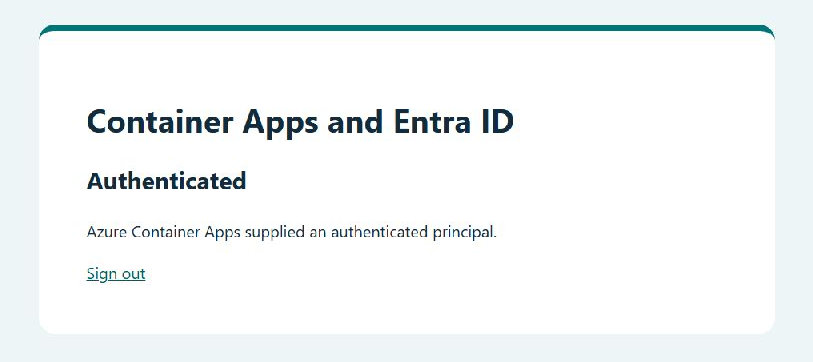 Container Apps and Entra ID
Authenticated
Azure Container Apps supplied an authenticated principal.
Sign out